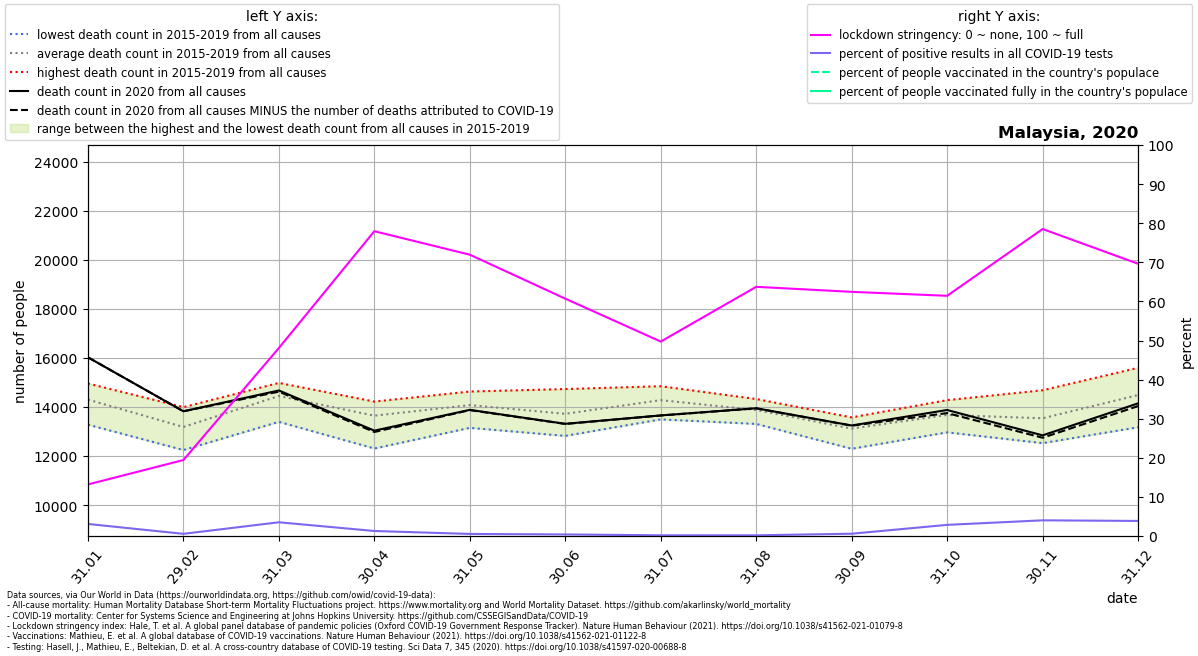 left Y axis:
lowest death count in 2015-2019 from all causes
average death count in 2015-2019 from all causes
highest death count in 2015-2019 from all causes
death count in 2020 from all causes
death count in 2020 from all causes MINUS the number of deaths attributed to COVID-19
range between the highest and the lowest death count from all causes in 2015-2019
right Y axis:
lockdown stringency: 0 ~ none, 100 ~ full
percent of positive results in all COVID-19 tests
percent of people vaccinated in the country's populace
percent of people vaccinated fully in the country's populace
Malaysia, 2020
number of people
24000
22000
20000
18000
16000
14000
12000
10000
100
90
80
70
60
50
40
30
20
10
0
percent
31.01
29.02
31.03
30.04
31.05
30.06
31.07
31.08
30.09
31.10
30.11
31.12
date
Data sources, via Our World in Data (https://ourworldindata.org, https://github.com/owid/covid-19-data):
- All-cause mortality: Human Mortality Database Short-term Mortality Fluctuations project. https://www.mortality.org and World Mortality Dataset. https://github.com/akarlinsky/world_mortality
- COVID-19 mortality: Center for Systems Science and Engineering at Johns Hopkins University. https://github.com/CSSEGISandData/COVID-19
- Lockdown stringency index: Hale, T. et al. A global panel database of pandemic policies (Oxford COVID-19 Government Response Tracker). Nature Human Behaviour (2021). https://doi.org/10.1038/s41562-021-01079-8
- Vaccinations: Mathieu, E. et al. A global database of COVID-19 vaccinations. Nature Human Behaviour (2021). https://doi.org/10.1038/s41562-021-01122-8
- Testing: Hasell, J., Mathieu, E., Beltekian, D. et al. A cross-country database of COVID-19 testing. Sci Data 7, 345 (2020). https://doi.org/10.1038/s41597-020-00688-8